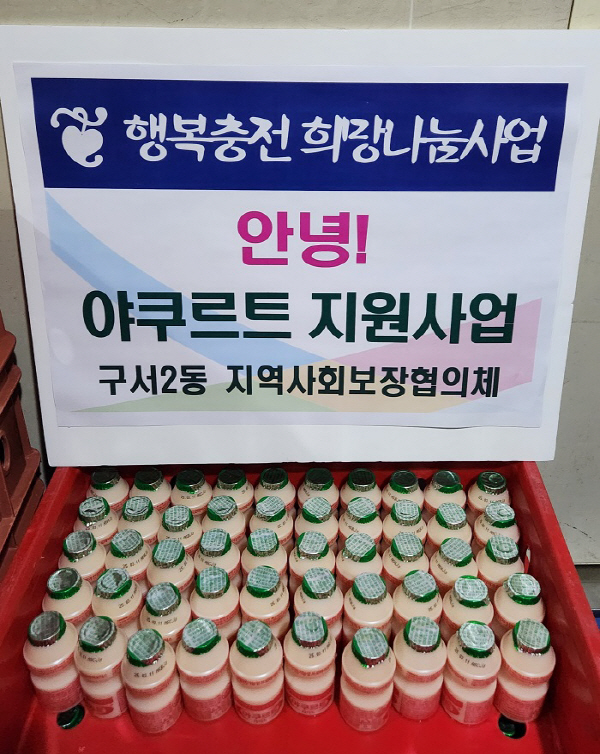 행복충전 희망나눔사업
안녕!
야쿠르트 지원사업
구서2동 지역사회보장협의체